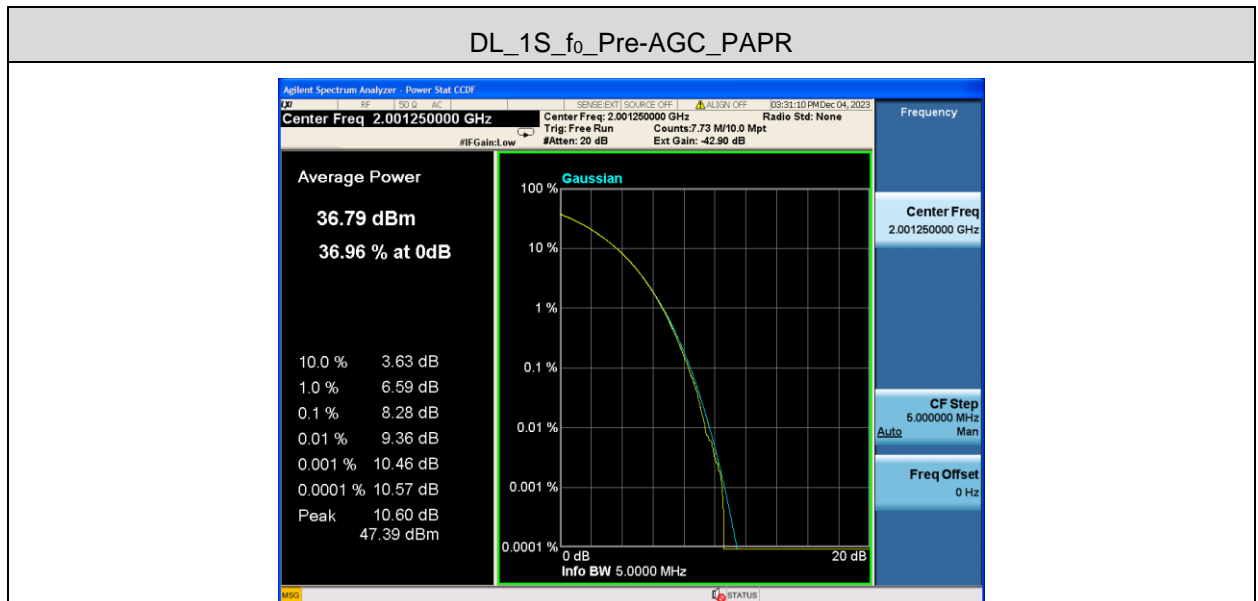 DL_1S_f₀_Pre-AGC_PAPR
Agilent Spectrum Analyzer - Power Stat CCDF
LXI RF 50 Ω AC SENSE:EXT SOURCE OFF ALIGN OFF 03:31:10 PM Dec 04, 2023
Center Freq 2.001250000 GHz
#IFGain:Low
Center Freq: 2.001250000 GHz Radio Std: None
Trig: Free Run Counts:7.73 M/10.0 Mpt
#Atten: 20 dB Ext Gain: -42.90 dB
Frequency
Average Power
36.79 dBm
36.96 % at 0dB
10.0 % 3.63 dB
1.0 % 6.59 dB
0.1 % 8.28 dB
0.01 % 9.36 dB
0.001 % 10.46 dB
0.0001 % 10.57 dB
Peak 10.60 dB
47.39 dBm
Gaussian
100 %
10 %
1 %
0.1 %
0.01 %
0.001 %
0.0001 %
0 dB 20 dB
Info BW 5.0000 MHz
Center Freq
2.001250000 GHz
CF Step
5.000000 MHz
Auto Man
Freq Offset
0 Hz
MSG STATUS